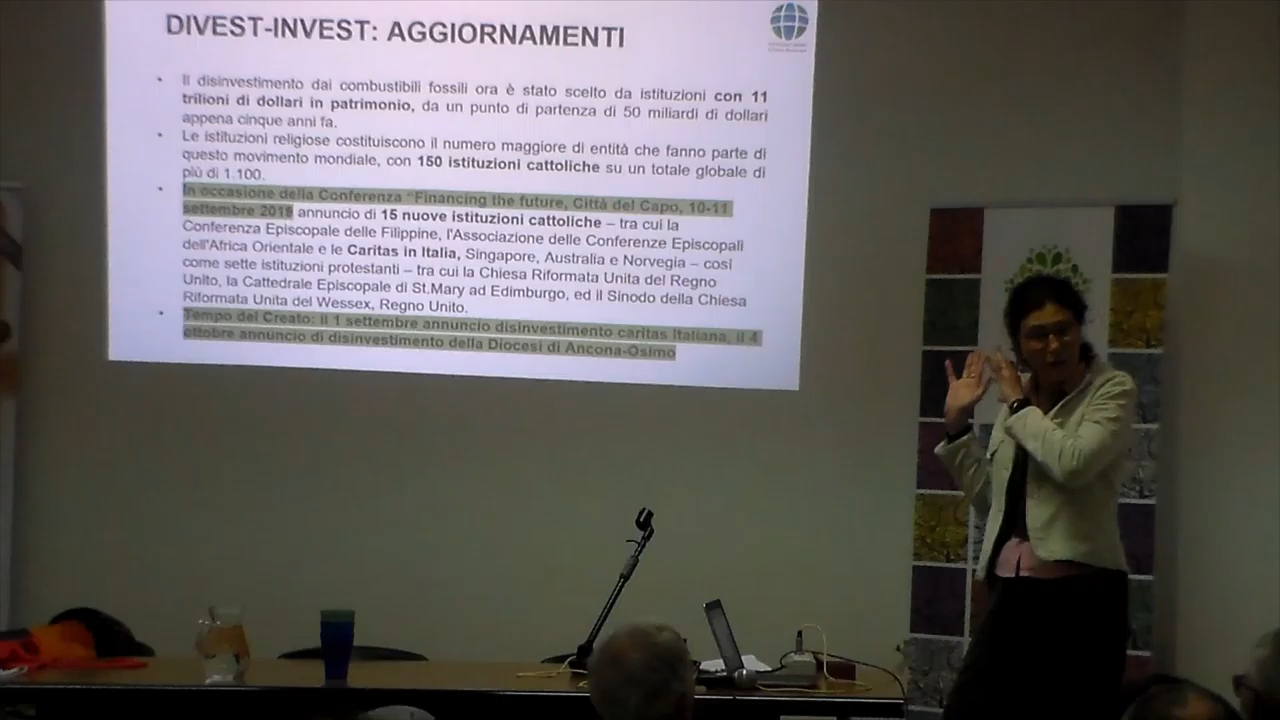 DIVEST-INVEST: AGGIORNAMENTI
• Il disinvestimento dai combustibili fossili ora è stato scelto da istituzioni con 11
trilioni di dollari in patrimonio, da un punto di partenza di 50 miliardi di dollari
appena cinque anni fa.
• Le istituzioni religiose costituiscono il numero maggiore di entità che fanno parte di
questo movimento mondiale, con 150 istituzioni cattoliche su un totale globale di
più di 1.100.
• In occasione della Conferenza "Financing the future, Città del Capo, 10-11
settembre 2019 annuncio di 15 nuove istituzioni cattoliche – tra cui la
Conferenza Episcopale delle Filippine, l'Associazione delle Conferenze Episcopali
dell'Africa Orientale e le Caritas in Italia, Singapore, Australia e Norvegia – così
come sette istituzioni protestanti – tra cui la Chiesa Riformata Unita del Regno
Unito, la Cattedrale Episcopale di St.Mary ad Edimburgo, ed il Sinodo della Chiesa
Riformata Unita del Wessex, Regno Unito.
• Tempo del Creato: il 1 settembre annuncio disinvestimento caritas Italiana, il 4
ottobre annuncio di disinvestimento della Diocesi di Ancona-Osimo